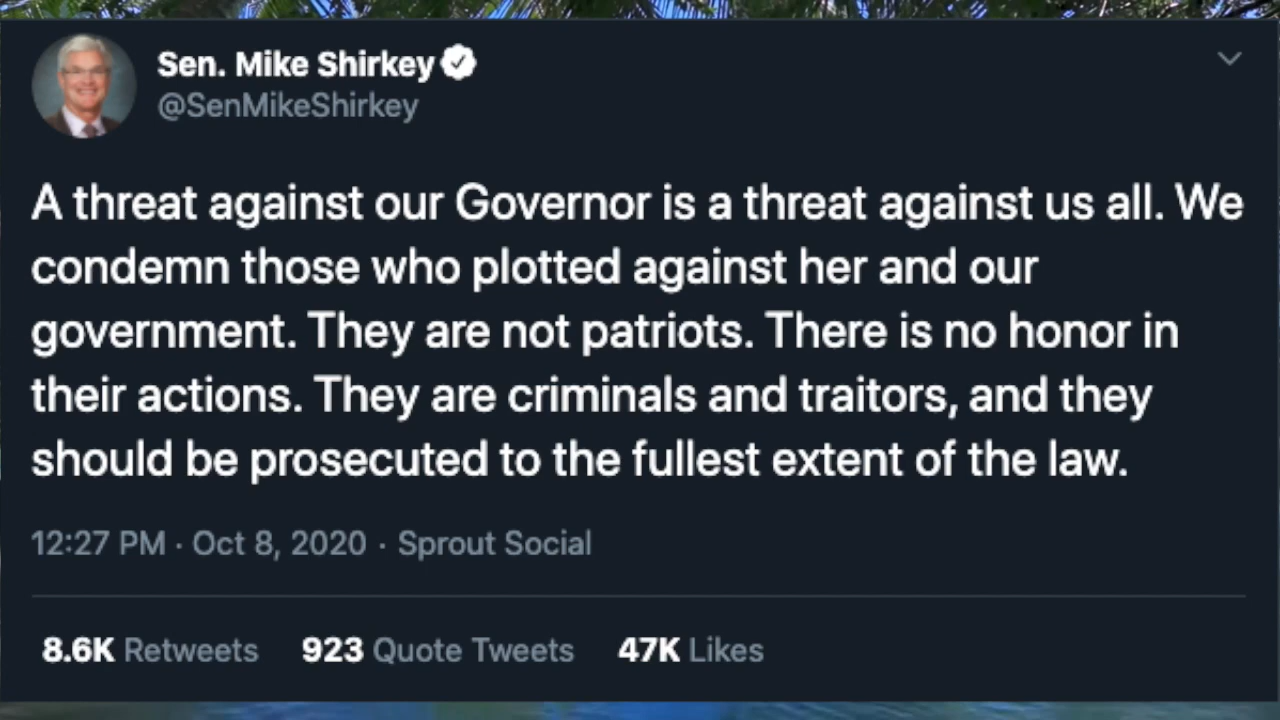 Sen. Mike Shirkey
@SenMikeShirkey
A threat against our Governor is a threat against us all. We
condemn those who plotted against her and our
government. They are not patriots. There is no honor in
their actions. They are criminals and traitors, and they
should be prosecuted to the fullest extent of the law.
12:27 PM · Oct 8, 2020 · Sprout Social
8.6K Retweets 923 Quote Tweets 47K Likes